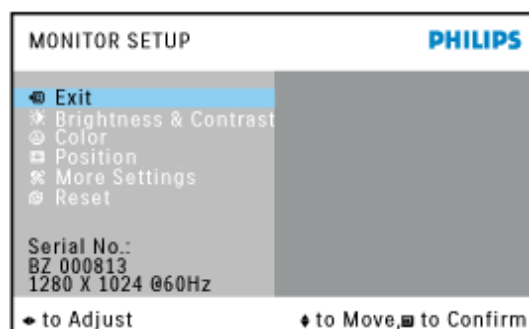 MONITOR SETUP PHILIPS
Exit
Brightness & Contrast
Color
Position
More Settings
Reset
Serial No.:
BZ 000813
1280 X 1024 @60Hz
to Adjust to Move, to Confirm